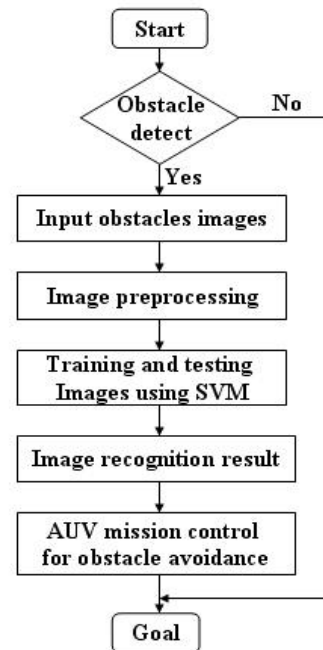 Start
Obstacle
detect
No
Yes
Input obstacles images
Image preprocessing
Training and testing
Images using SVM
Image recognition result
AUV mission control
for obstacle avoidance
Goal